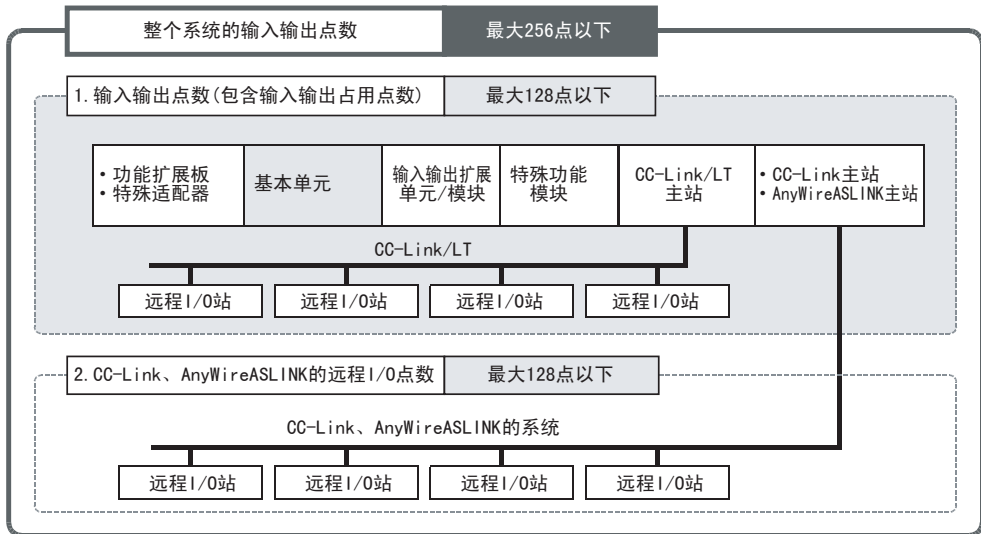 整个系统的输入输出点数
最大256点以下
1.输入输出点数(包含输入输出占用点数)
最大128点以下
・功能扩展板
・特殊适配器
基本单元
输入输出扩展
单元/模块
特殊功能
模块
CC-Link/LT
主站
・CC-Link主站
・AnyWireASLINK主站
CC-Link/LT
远程I/O站
远程I/O站
远程I/O站
远程I/O站
2.CC-Link、AnyWireASLINK的远程I/O点数
最大128点以下
CC-Link、AnyWireASLINK的系统
远程I/O站
远程I/O站
远程I/O站
远程I/O站